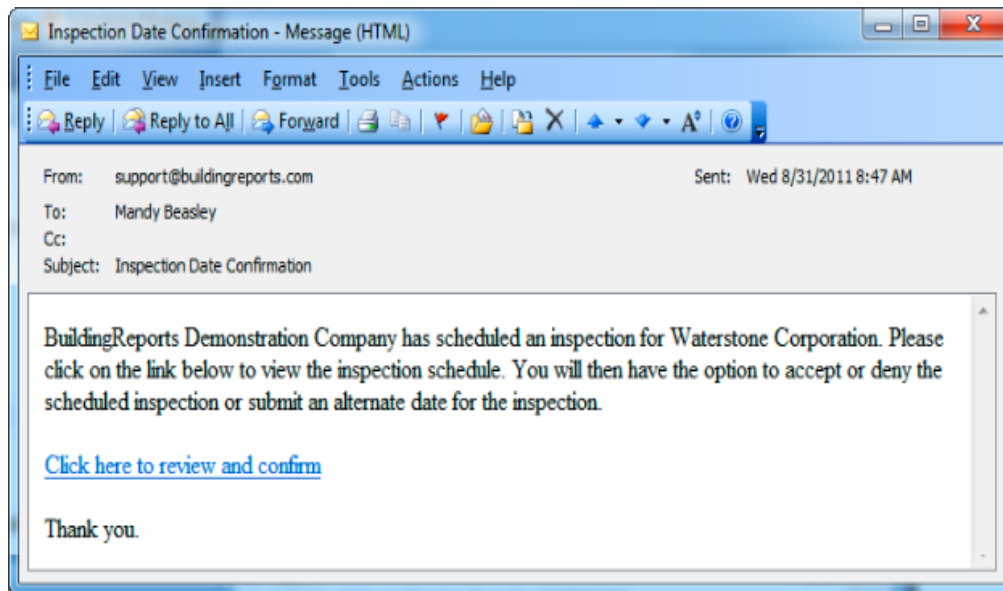 Inspection Date Confirmation - Message (HTML)
File Edit View Insert Format Tools Actions Help
Reply Reply to All Forward
From: support@buildingreports.com Sent: Wed 8/31/2011 8:47 AM
To: Mandy Beasley
Cc:
Subject: Inspection Date Confirmation
BuildingReports Demonstration Company has scheduled an inspection for Waterstone Corporation. Please
click on the link below to view the inspection schedule. You will then have the option to accept or deny the
scheduled inspection or submit an alternate date for the inspection.
Click here to review and confirm
Thank you.